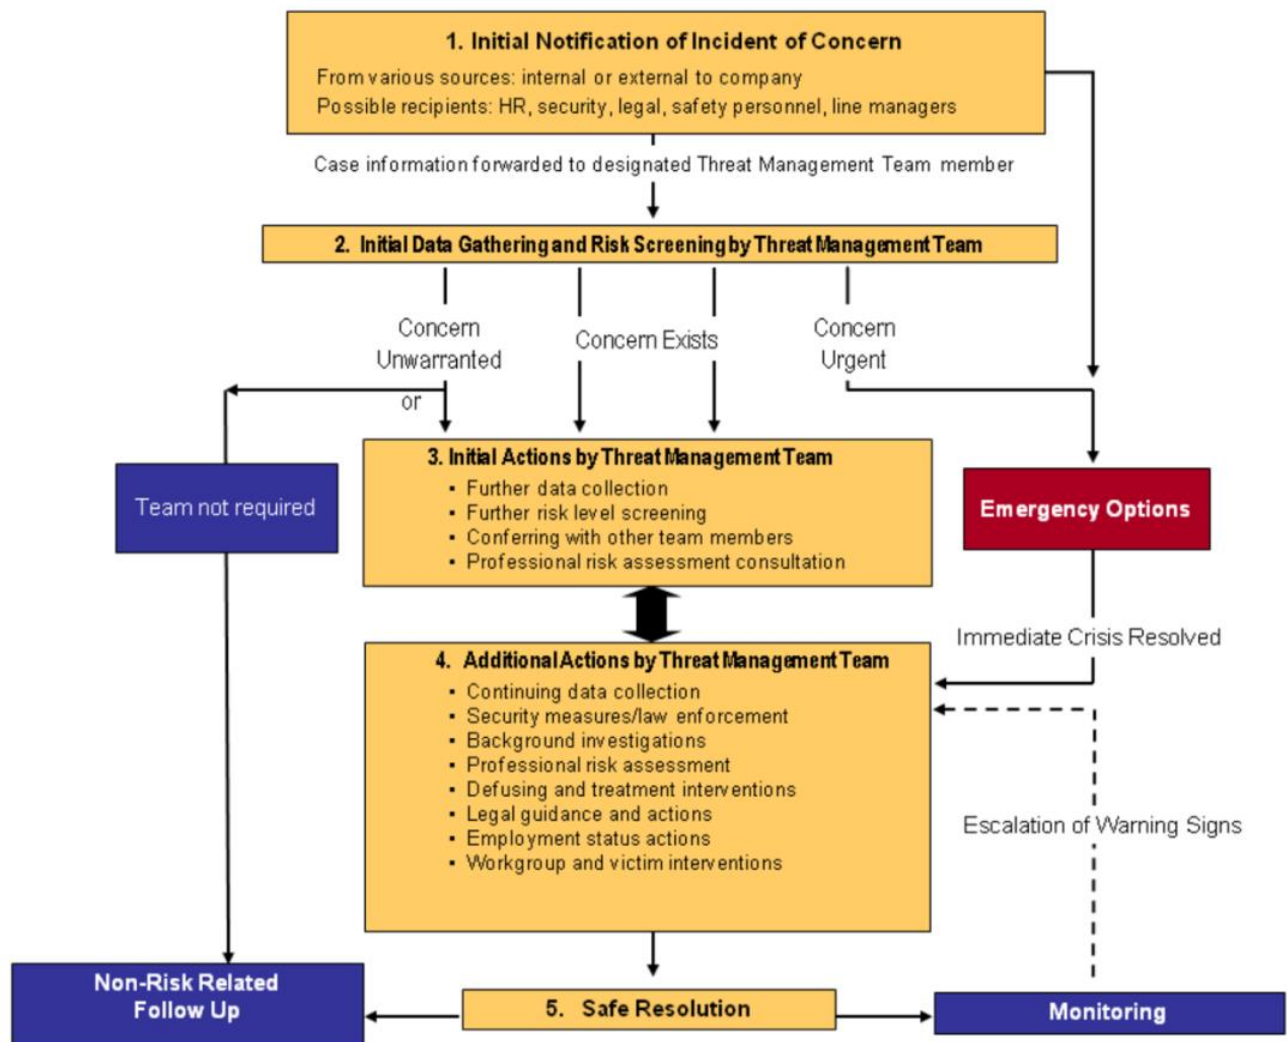 1. Initial Notification of Incident of Concern
From various sources: internal or external to company
Possible recipients: HR, security, legal, safety personnel, line managers
Case information forwarded to designated Threat Management Team member
2. Initial Data Gathering and Risk Screening by Threat Management Team
Concern
Unwarranted
Concern Exists
Concern
Urgent
or
3. Initial Actions by Threat Management Team
▪ Further data collection
▪ Further risk level screening
▪ Conferring with other team members
▪ Professional risk assessment consultation
Team not required
Emergency Options
Immediate Crisis Resolved
4. Additional Actions by Threat Management Team
▪ Continuing data collection
▪ Security measures/law enforcement
▪ Background investigations
▪ Professional risk assessment
▪ Defusing and treatment interventions
▪ Legal guidance and actions
▪ Employment status actions
▪ Workgroup and victim interventions
Escalation of Warning Signs
Non-Risk Related
Follow Up
5. Safe Resolution
Monitoring